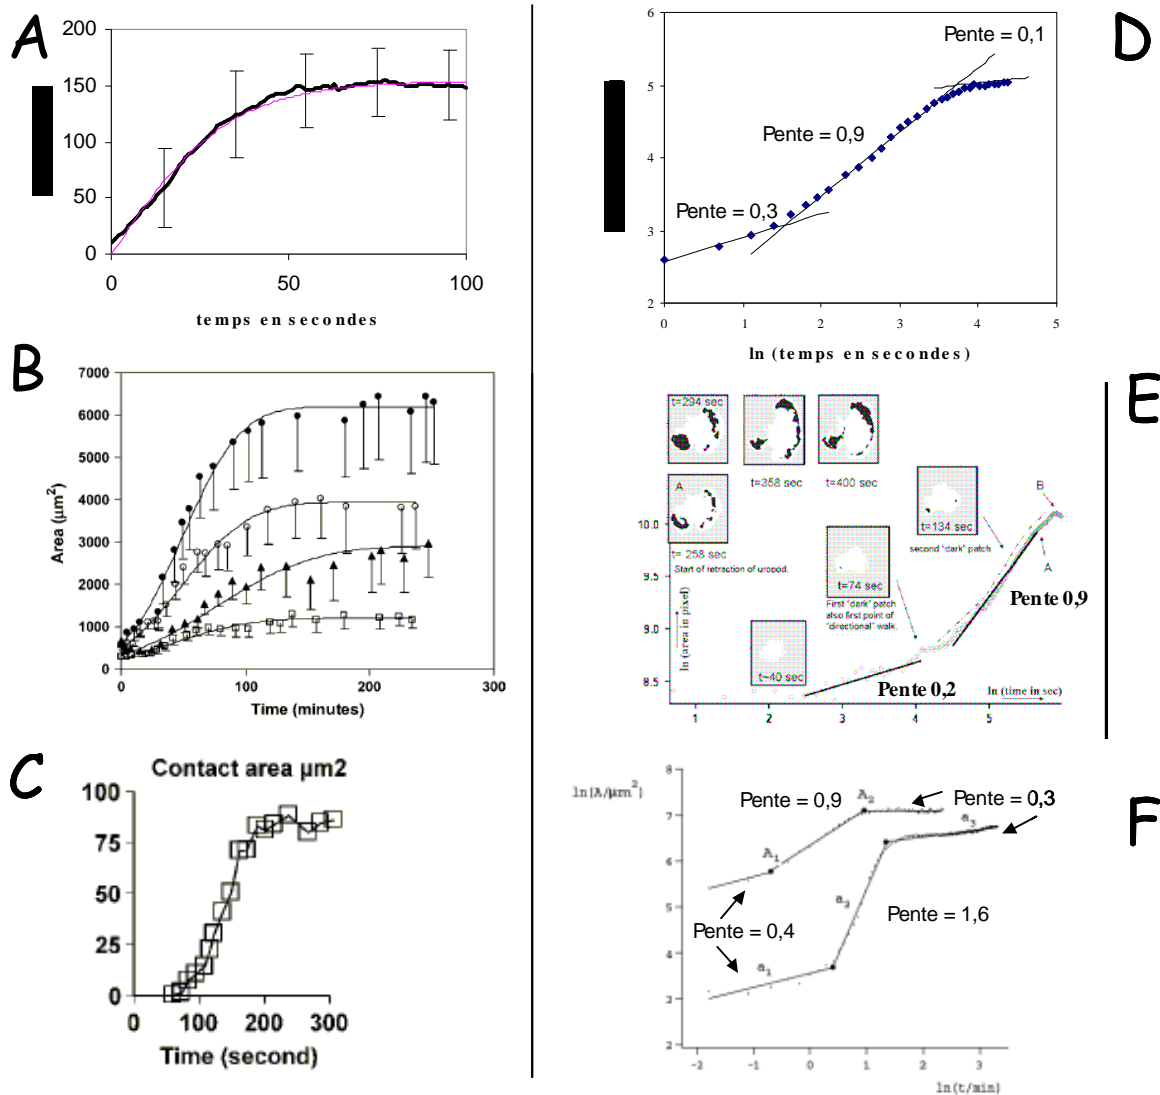 A
200
150
100
50
0
0
50
100
temps en secondes
B
7000
6000
5000
4000
3000
2000
1000
0
Area (µm²)
0
100
200
300
Time (minutes)
C
Contact area µm2
100
75
50
25
0
0
100
200
300
Time (second)
D
6
5
4
3
2
Pente = 0,1
Pente = 0,9
Pente = 0,3
0
1
2
3
4
5
ln (temps en secondes)
E
t=294 sec
t=358 sec
t=400 sec
A
t= 258 sec
Start of retraction of uropod.
t=134 sec
second "dark" patch
B
A
t=74 sec
First "dark" patch
also first point of
"directional" walk.
t=40 sec
10.0
9.5
9.0
8.5
ln (area in pixel)
Pente 0,9
Pente 0,2
ln (time in sec)
1
2
3
4
5
F
ln(A/µm²)
8
7
6
5
4
3
2
Pente = 0,9
A₂
Pente = 0,3
a₃
A₁
a₂
Pente = 0,4
Pente = 1,6
a₁
-2
-1
0
1
2
3
ln(t/min)